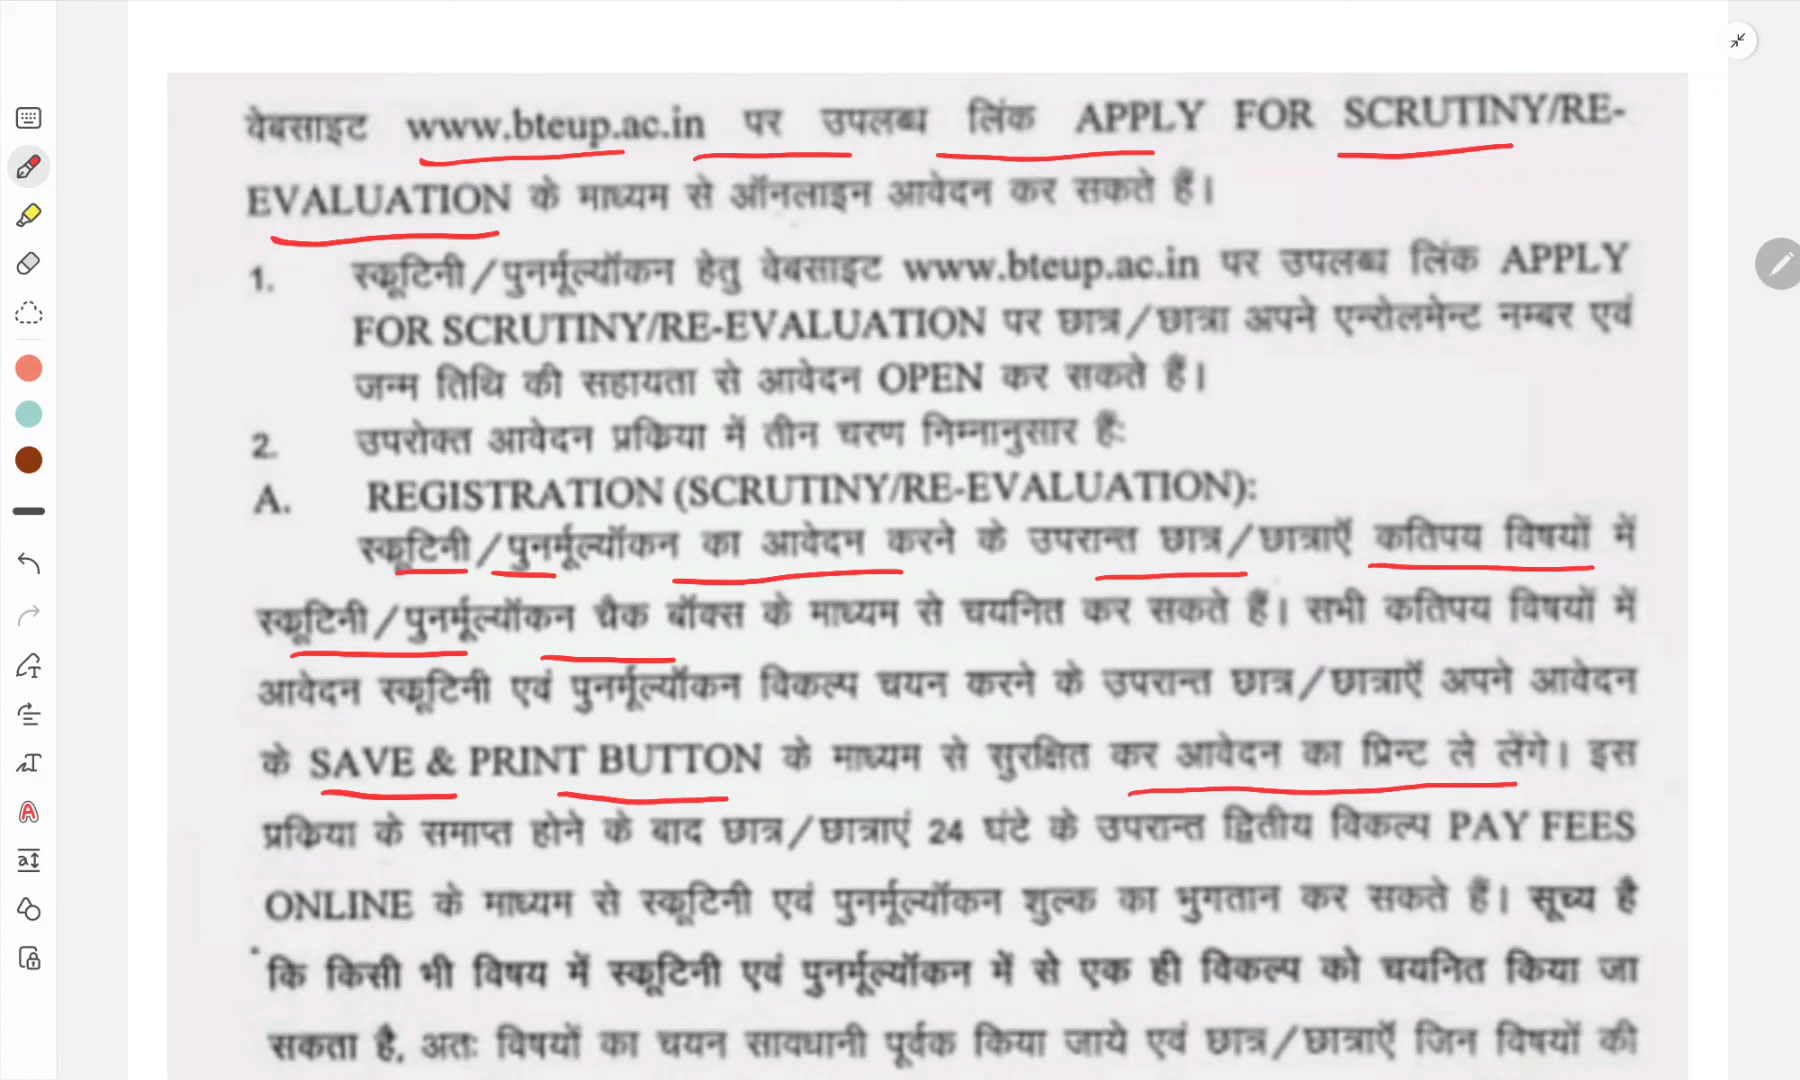 वेबसाइट www.bteup.ac.in पर उपलब्ध लिंक APPLY FOR SCRUTINY/RE-
EVALUATION के माध्यम से ऑनलाइन आवेदन कर सकते हैं।
1. स्क्रूटिनी/पुनर्मूल्यॉकन हेतु वेबसाइट www.bteup.ac.in पर उपलब्ध लिंक APPLY
FOR SCRUTINY/RE-EVALUATION पर छात्र/छात्रा अपने एन्रोलमेन्ट नम्बर एवं
जन्म तिथि की सहायता से आवेदन OPEN कर सकते हैं।
2. उपरोक्त आवेदन प्रक्रिया में तीन चरण निम्नानुसार हैंः
A. REGISTRATION (SCRUTINY/RE-EVALUATION):
स्क्रूटिनी/पुनर्मूल्यॉकन का आवेदन करने के उपरान्त छात्र/छात्राऍ कतिपय विषयों में
स्क्रूटिनी/पुनर्मूल्यॉकन चैक बॉक्स के माध्यम से चयनित कर सकते हैं। सभी कतिपय विषयों में
आवेदन स्क्रूटिनी एवं पुनर्मूल्यॉकन विकल्प चयन करने के उपरान्त छात्र/छात्राऍ अपने आवेदन
के SAVE & PRINT BUTTON के माध्यम से सुरक्षित कर आवेदन का प्रिन्ट ले लेंगे। इस
प्रक्रिया के समाप्त होने के बाद छात्र/छात्राएं 24 घंटे के उपरान्त द्वितीय विकल्प PAY FEES
ONLINE के माध्यम से स्क्रूटिनी एवं पुनर्मूल्यॉकन शुल्क का भुगतान कर सकते हैं। सूच्य है
कि किसी भी विषय में स्क्रूटिनी एवं पुनर्मूल्यॉकन में से एक ही विकल्प को चयनित किया जा
सकता है, अतः विषयों का चयन सावधानी पूर्वक किया जाये एवं छात्र/छात्राऍ जिन विषयों की